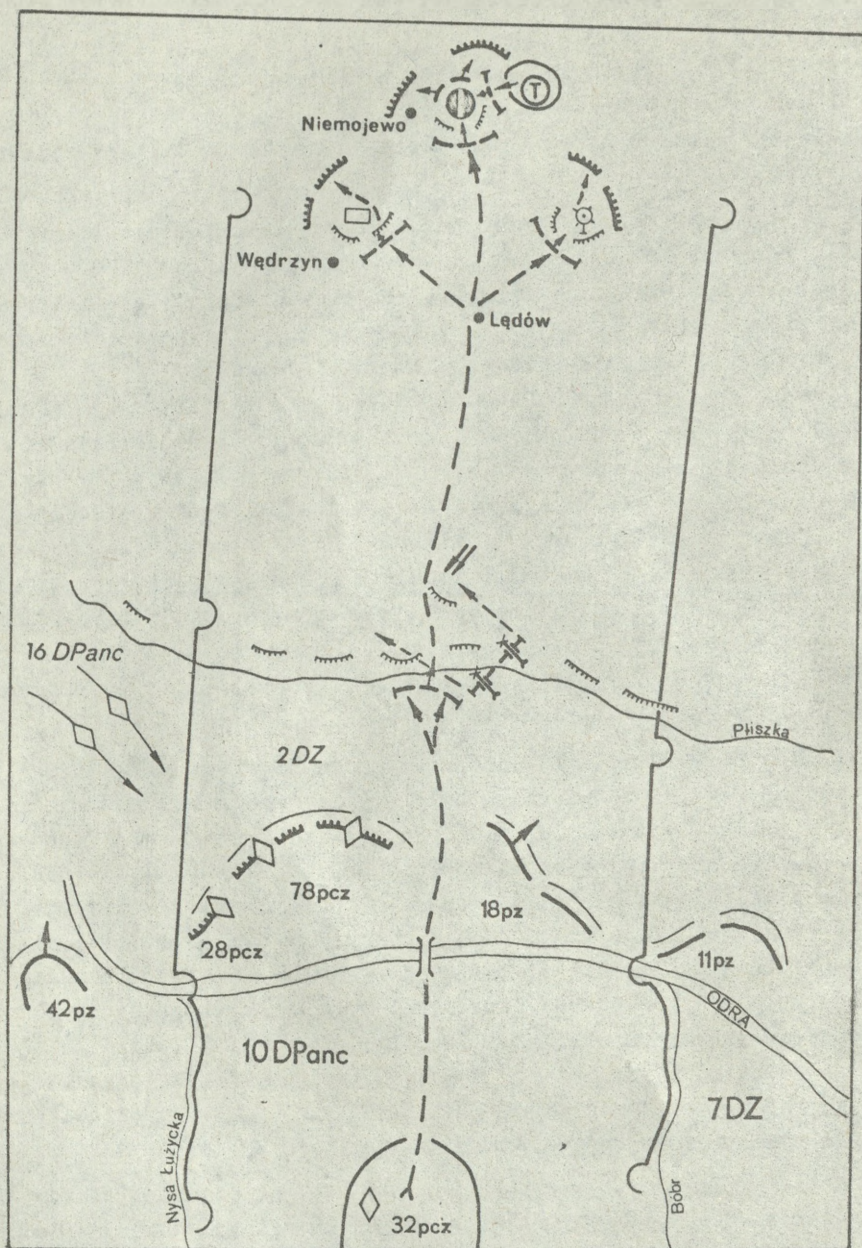 T
Niemojewo
Wędrzyn
Lędów
16 DPanc
Płiszka
2 DZ
78pcz
18pz
28pcz
11pz
42pz
ODRA
10 DPanc
7DZ
Nysa Łużycka
Bóbr
32pcz